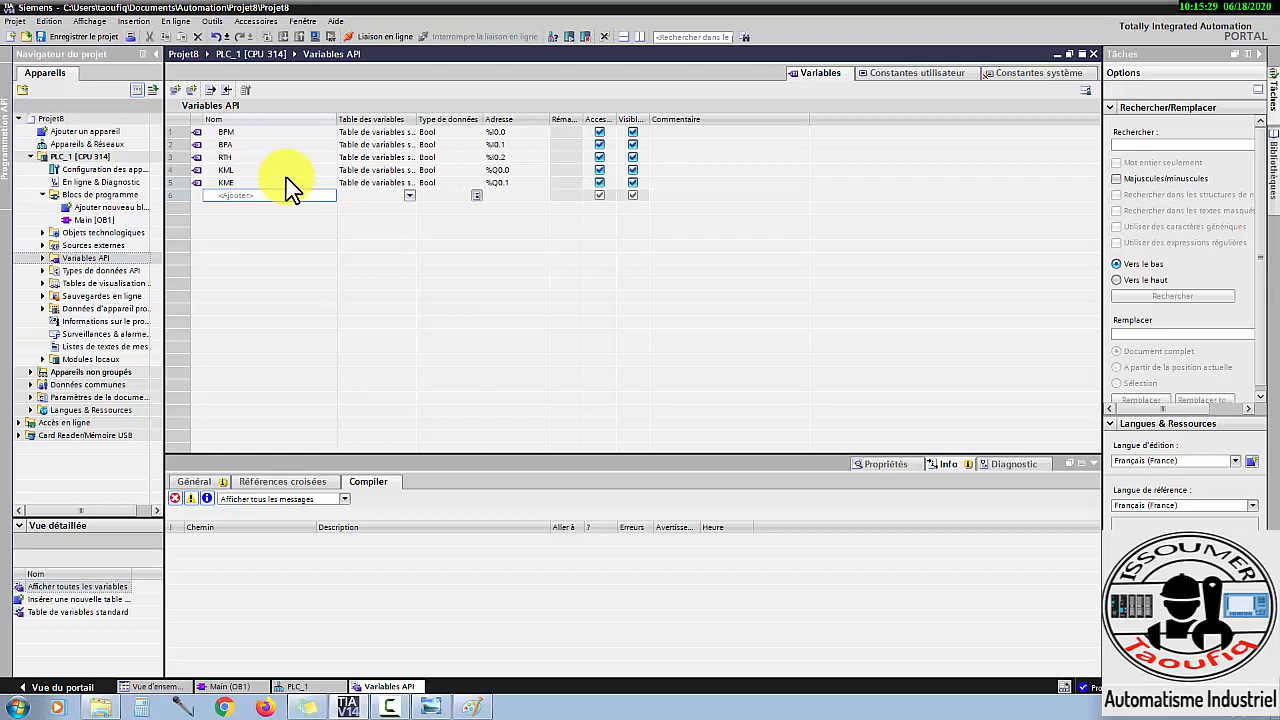 Siemens - C:\Users\taoufiq\Documents\Automation\Projet8\Projet8
10:15:29 06/18/2020
Projet Edition Affichage Insertion En ligne Outils Accessoires Fenêtre Aide
Totally Integrated Automation
PORTAL
Enregistrer le projet
Liaison en ligne
Interrompre la liaison en ligne
<Rechercher dans le
Navigateur du projet
Projet8 PLC_1 [CPU 314] Variables API
Tâches
Appareils
Variables
Constantes utilisateur
Constantes système
Options
Programmation API
Variables API
Projet8
Ajouter un appareil
Appareils & Réseaux
PLC_1 [CPU 314]
Configuration des app...
En ligne & Diagnostic
Blocs de programme
Ajouter nouveau bl...
Main [OB1]
Objets technologiques
Sources externes
Variables API
Types de données API
Tables de visualisation ...
Sauvegardes en ligne
Données d'appareil pro...
Informations sur le pro...
Surveillances & alarme...
Listes de textes de mes...
Modules locaux
Appareils non groupés
Données communes
Paramètres de la docume...
Langues & Ressources
Accès en ligne
Card Reader/Mémoire USB
Nom Table des variables Type de données Adresse Réma... Acces... Visibl... Commentaire
1 BPM Table de variables s... Bool %I0.0
2 BPA Table de variables s... Bool %I0.1
3 RTH Table de variables s... Bool %I0.2
4 KML Table de variables s... Bool %Q0.0
5 KME Table de variables s... Bool %Q0.1
6 <Ajouter>
Rechercher/Remplacer
Rechercher :
Mot entier seulement
Majuscules/minuscules
Rechercher dans les structures de n
Rechercher dans les textes masqués
Utiliser des caractères génériques
Utiliser des expressions régulières
Vers le bas
Vers le haut
Rechercher
Remplacer
Document complet
A partir de la position actuelle
Sélection
Remplacer
Remplacer to...
Langues & Ressources
Langue d'édition :
Français (France)
Langue de référence :
Français (France)
Tâches
Bibliothèques
Propriétés
Info
Diagnostic
Général
Références croisées
Compiler
Afficher tous les messages
! Chemin Description Aller à ? Erreurs Avertisse... Heure
Vue détaillée
Nom
Afficher toutes les variables
Insérer une nouvelle table ...
Table de variables standard
Vue du portail
Vue d'ensem...
Main (OB1)
PLC_1
Variables API
TIA
V14
ISSOUMER
Taoufiq
Automatisme Industriel